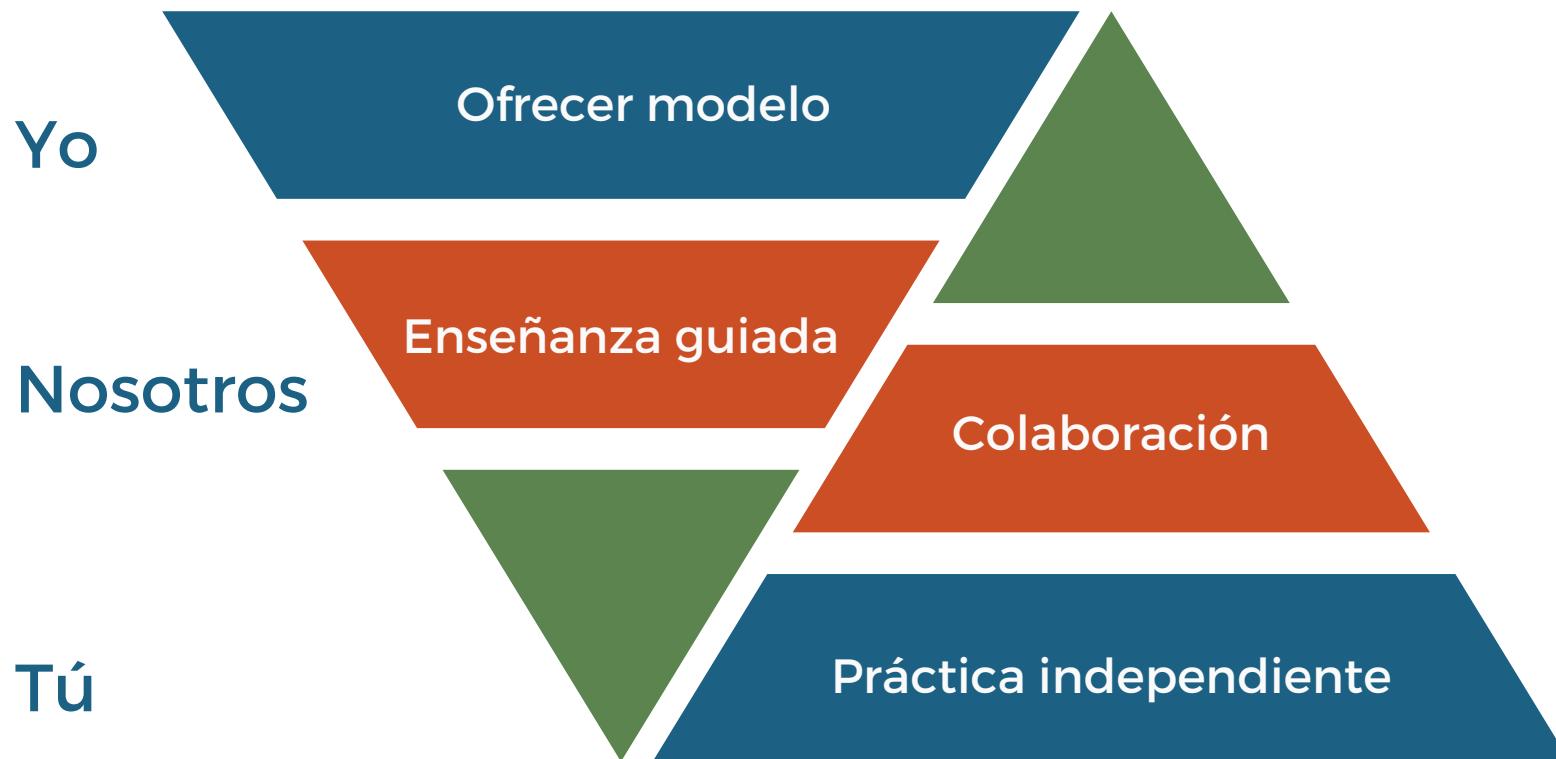 Ofrecer modelo
Yo
Enseñanza guiada
Nosotros
Colaboración
Práctica independiente
Tú